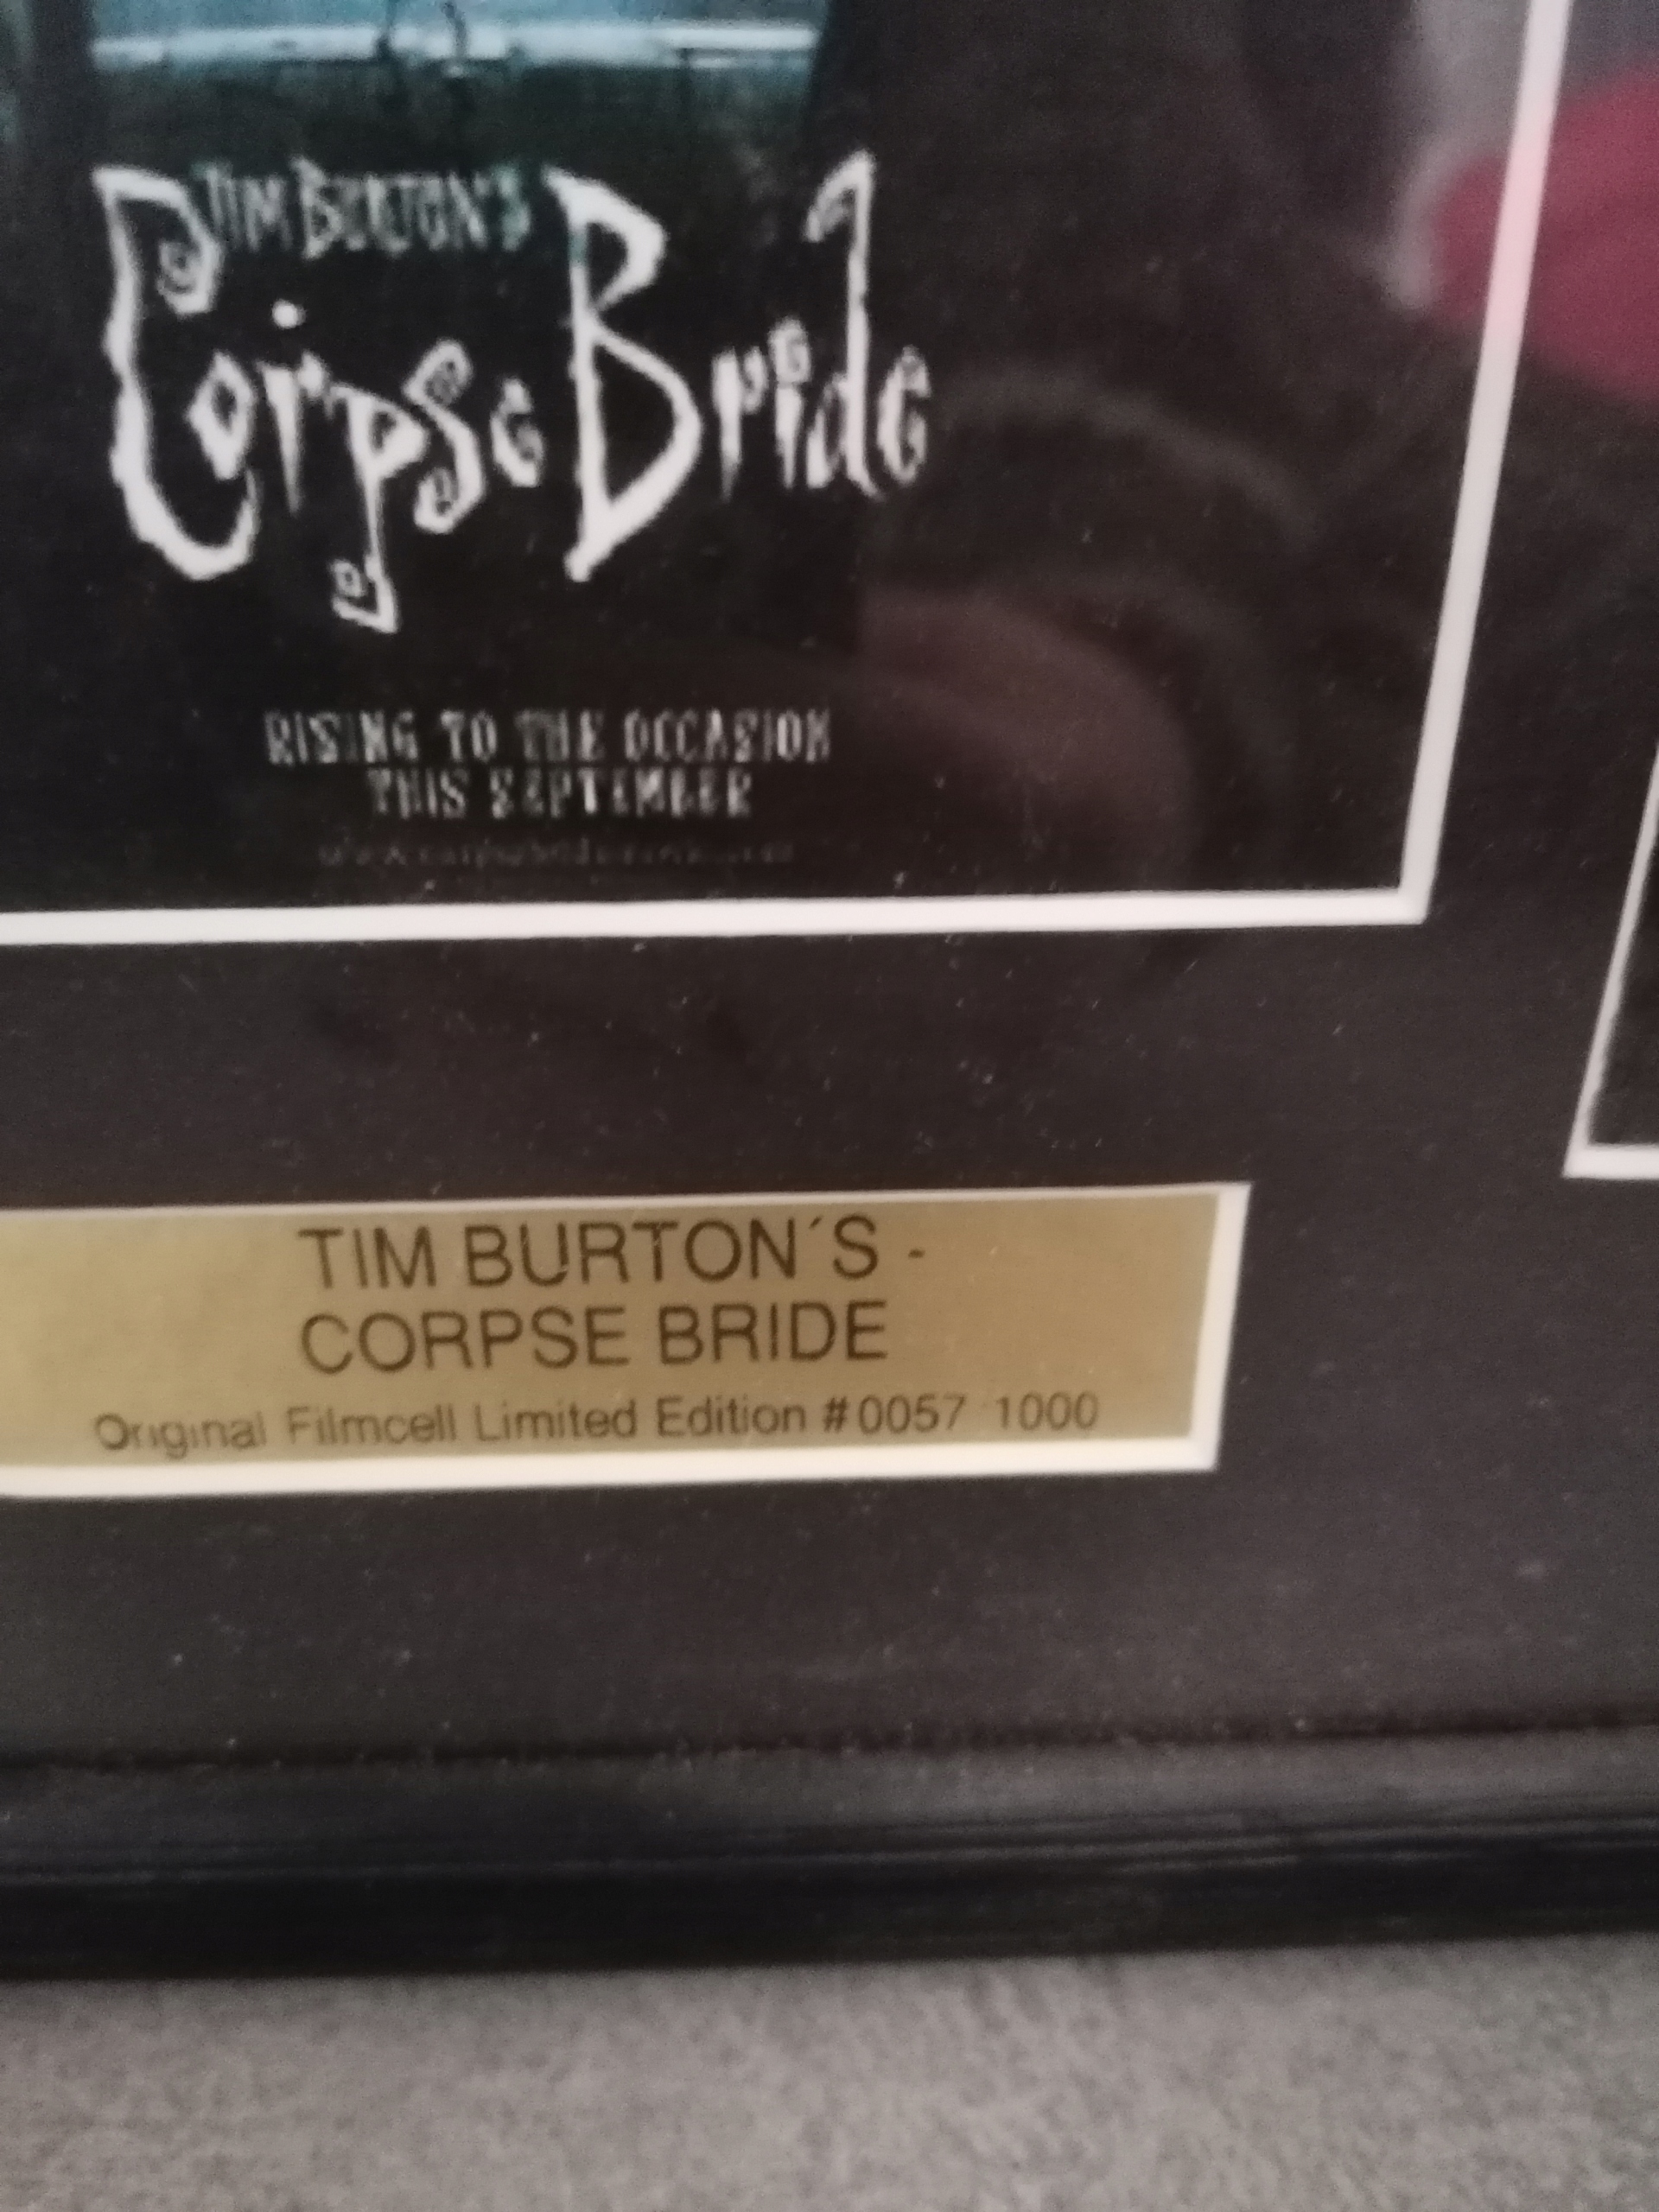 TIM BURTON'S
Corpse Bride
RISING TO THE OCCASION
THIS SEPTEMBER
TIM BURTON´S -
CORPSE BRIDE
Original Filmcell Limited Edition #0057 1000